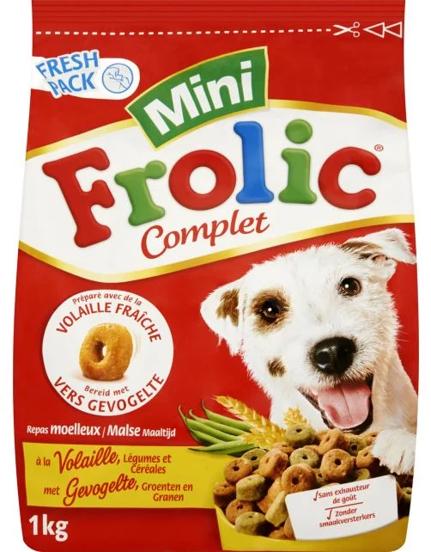 FRESH
PACK
Mini
Frolic®
Complet
Préparé avec de la
VOLAILLE FRAÎCHE
Bereid met
VERS GEVOGELTE
Repas moelleux / Malse Maaltijd
à la Volaille, Légumes et
Céréales
met Gevogelte, Groenten en
Granen
√sans exhausteur
de goût
√Zonder
smaakversterkers
1kg